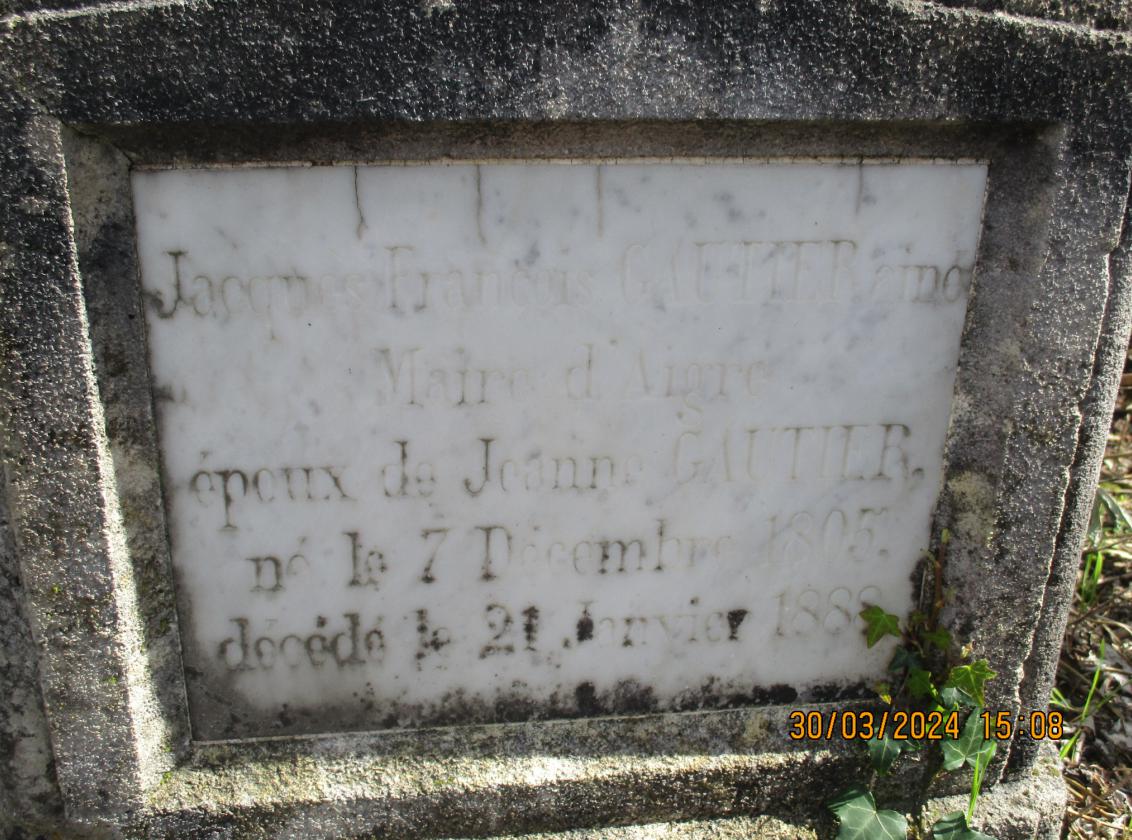 Jacques François GAUTIER ainé
Maire d'Aigre
époux de Jeanne GAUTIER,
né le 7 Décembre 1805.
décédé le 21 Janvier
30/03/2024 15:08